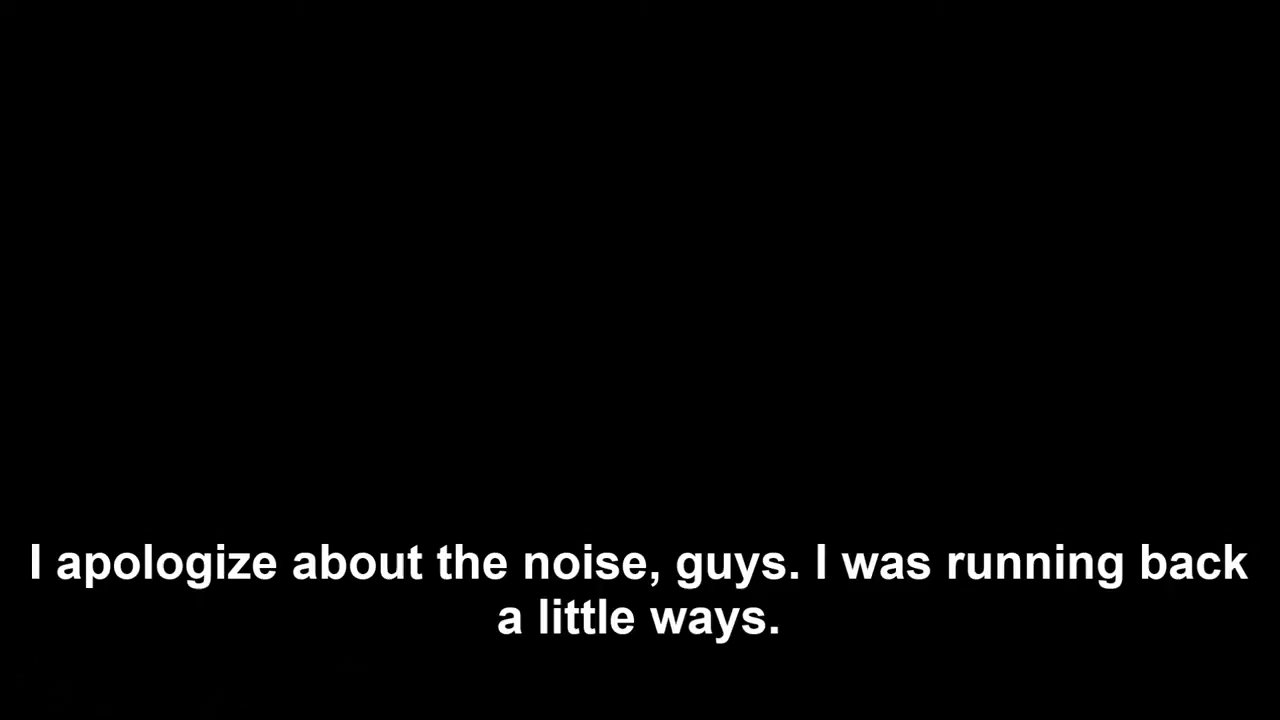 I apologize about the noise, guys. I was running back
a little ways.